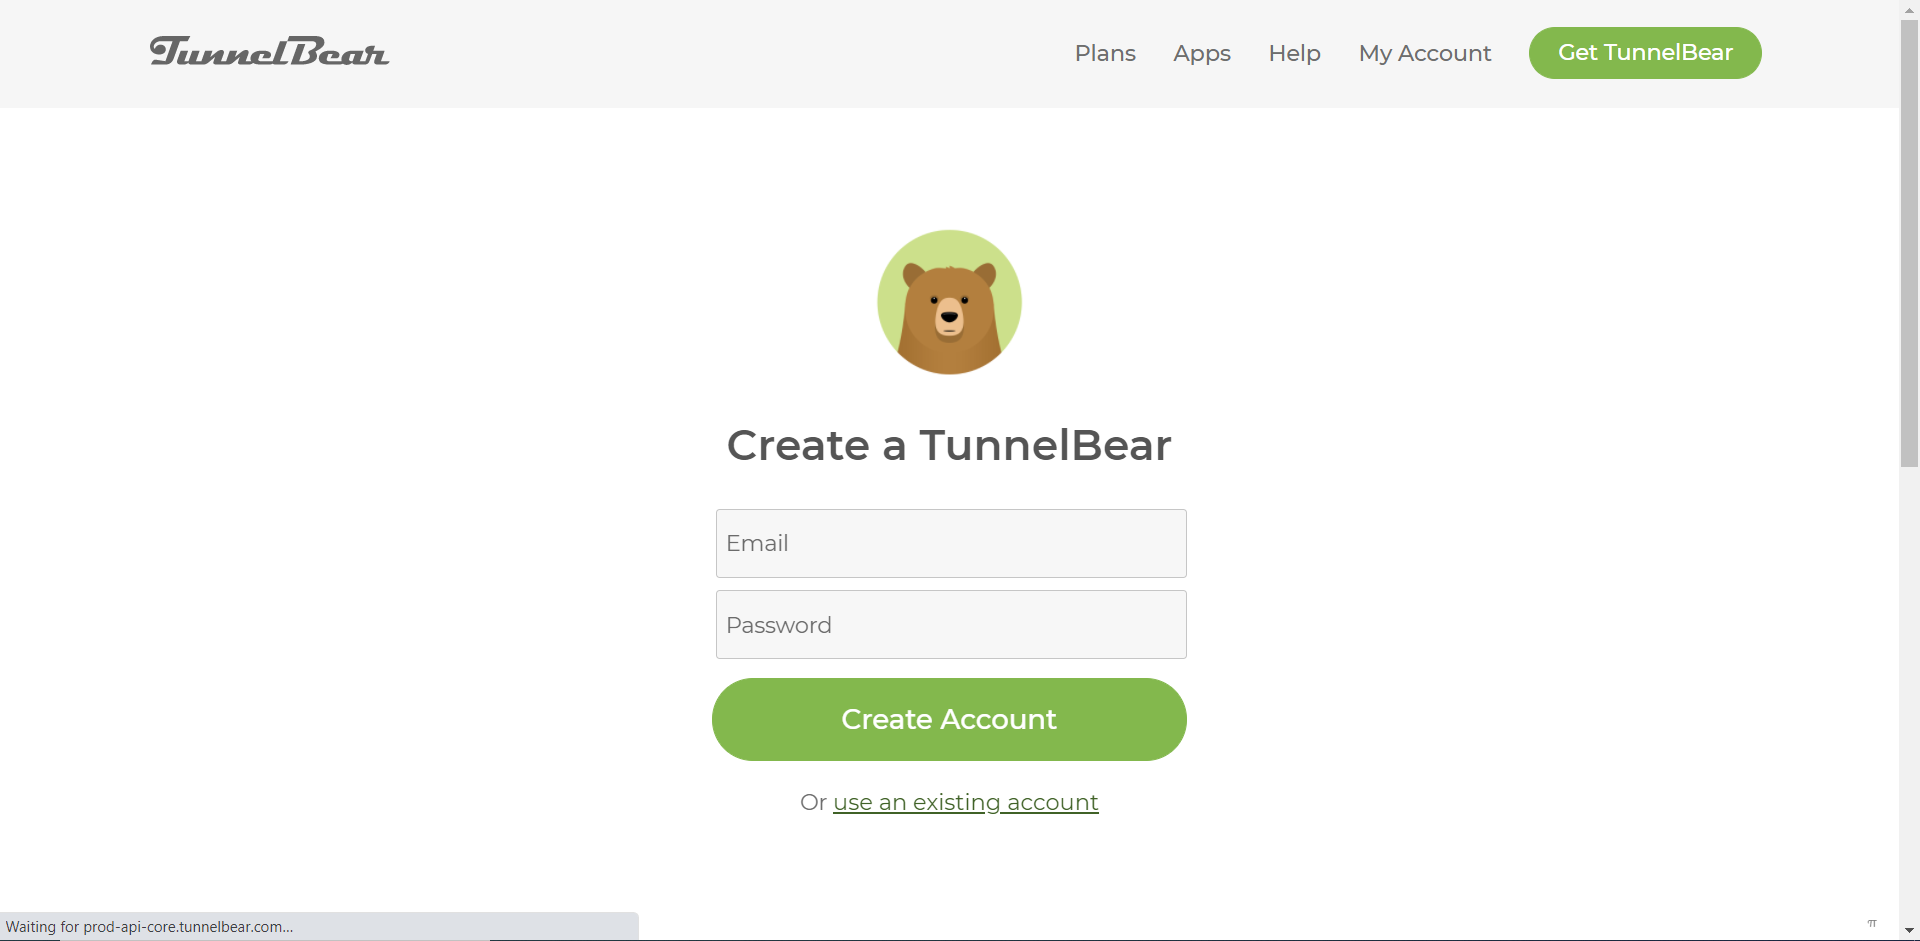 TunnelBear
Plans Apps Help My Account Get TunnelBear
Create a TunnelBear
Email
Password
Create Account
Or use an existing account
Waiting for prod-api-core.tunnelbear.com...
π